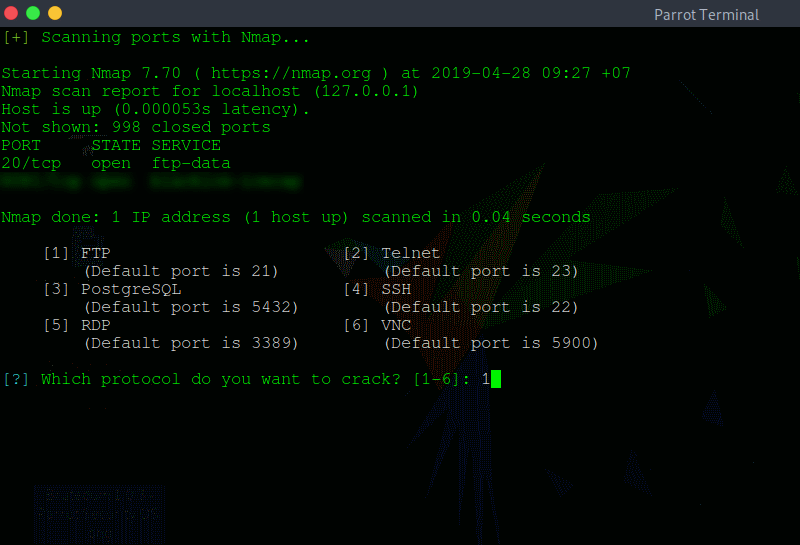 Parrot Terminal
[+] Scanning ports with Nmap...
Starting Nmap 7.70 ( https://nmap.org ) at 2019-04-28 09:27 +07
Nmap scan report for localhost (127.0.0.1)
Host is up (0.000053s latency).
Not shown: 998 closed ports
PORT STATE SERVICE
20/tcp open ftp-data
Nmap done: 1 IP address (1 host up) scanned in 0.04 seconds
[1] FTP [2] Telnet
(Default port is 21) (Default port is 23)
[3] PostgreSQL [4] SSH
(Default port is 5432) (Default port is 22)
[5] RDP [6] VNC
(Default port is 3389) (Default port is 5900)
[?] Which protocol do you want to crack? [1-6]: 1